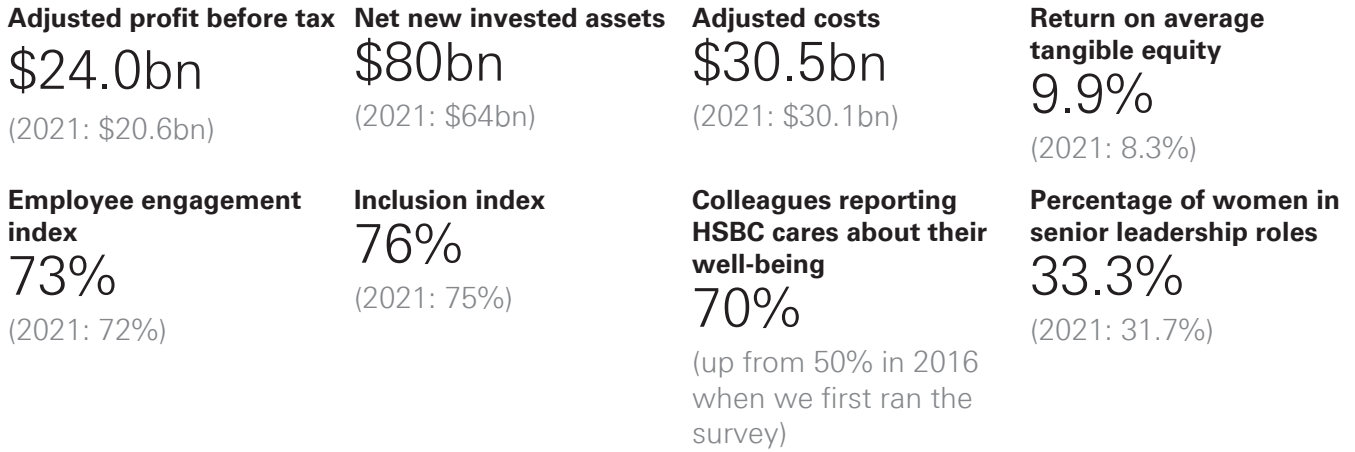 Adjusted profit before tax
$24.0bn
(2021: $20.6bn)
Net new invested assets
$80bn
(2021: $64bn)
Adjusted costs
$30.5bn
(2021: $30.1bn)
Return on average
tangible equity
9.9%
(2021: 8.3%)
Employee engagement
index
73%
(2021: 72%)
Inclusion index
76%
(2021: 75%)
Colleagues reporting
HSBC cares about their
well-being
70%
(up from 50% in 2016
when we first ran the
survey)
Percentage of women in
senior leadership roles
33.3%
(2021: 31.7%)